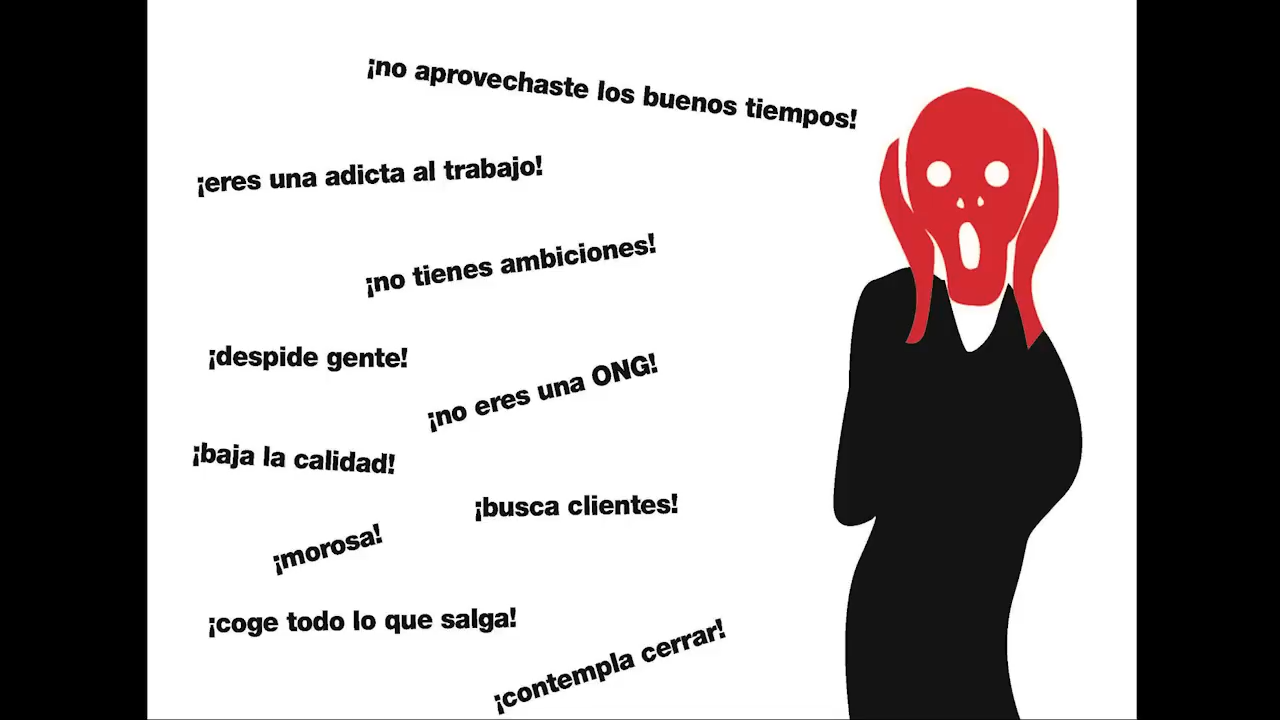 ¡no aprovechaste los buenos tiempos!
¡eres una adicta al trabajo!
¡no tienes ambiciones!
¡despide gente!
¡no eres una ONG!
¡baja la calidad!
¡busca clientes!
¡morosa!
¡coge todo lo que salga!
¡contempla cerrar!